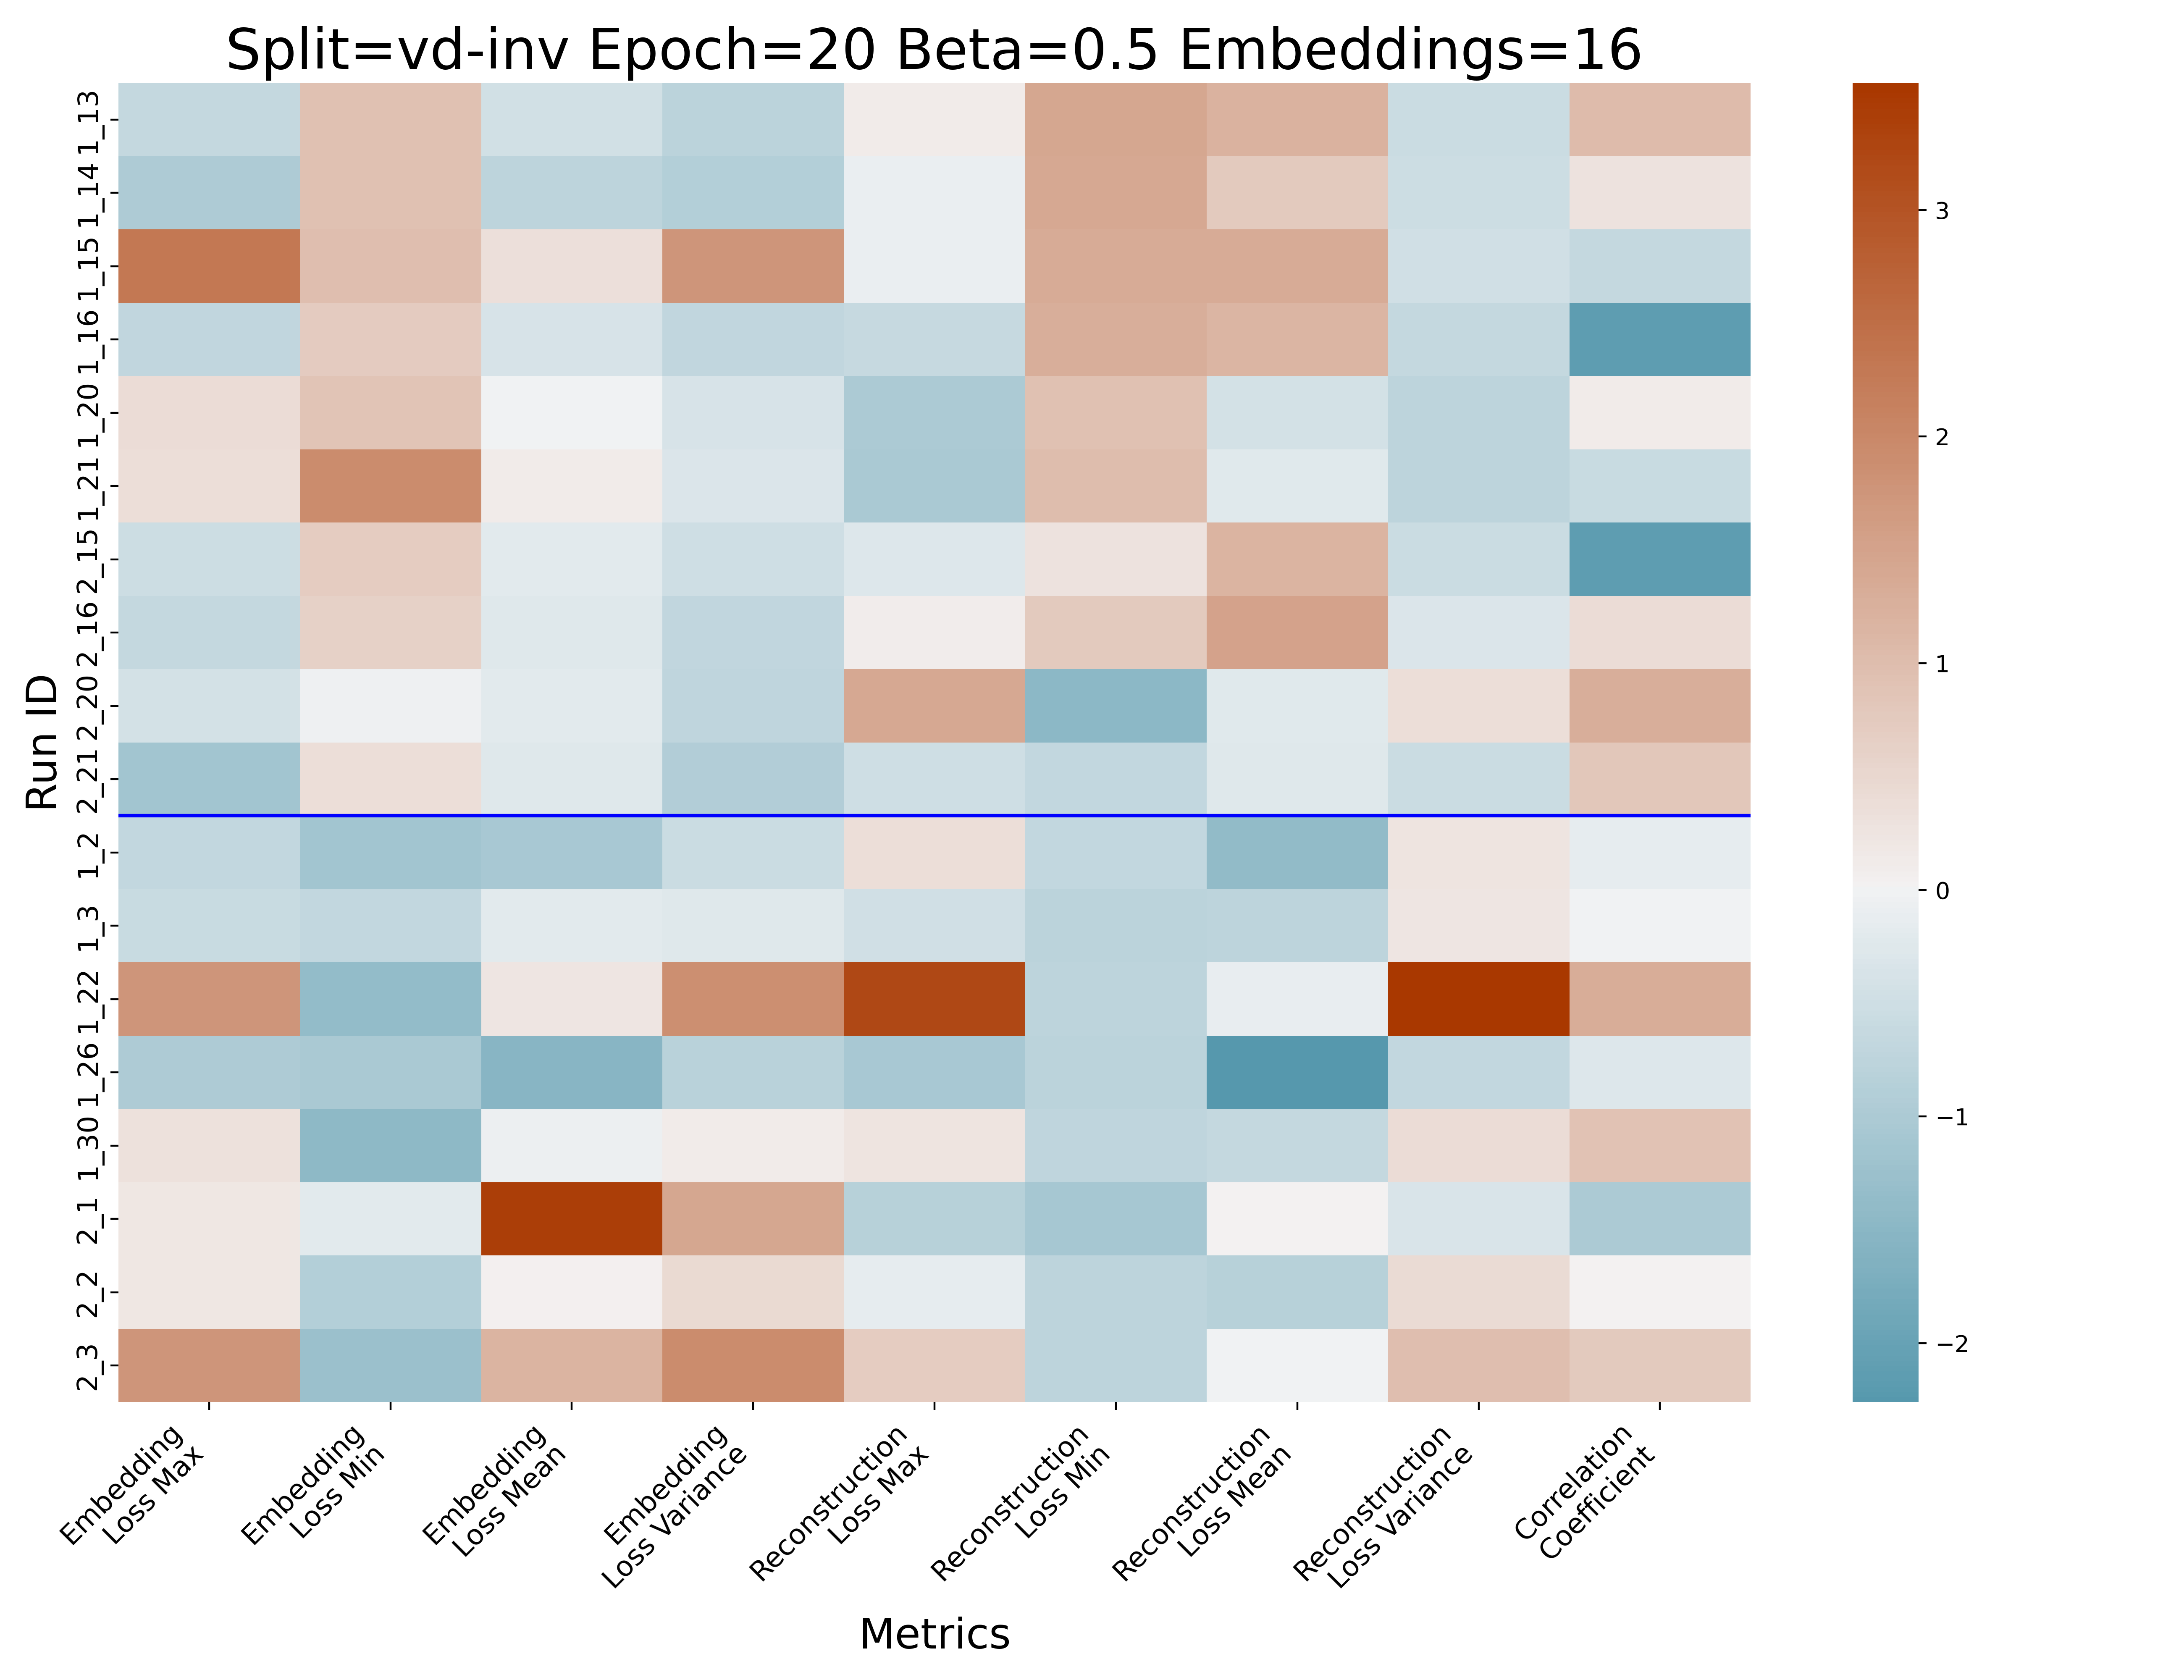 Split=vd-inv Epoch=20 Beta=0.5 Embeddings=16
Run ID
1_13
1_14
1_15
1_16
1_20
1_21
2_15
2_16
2_20
2_21
1_2
1_3
1_22
1_26
1_30
2_1
2_2
2_3
Embedding
Loss Max
Embedding
Loss Min
Embedding
Loss Mean
Embedding
Loss Variance
Reconstruction
Loss Max
Reconstruction
Loss Min
Reconstruction
Loss Mean
Reconstruction
Loss Variance
Correlation
Coefficient
Metrics
3
2
1
0
−1
−2